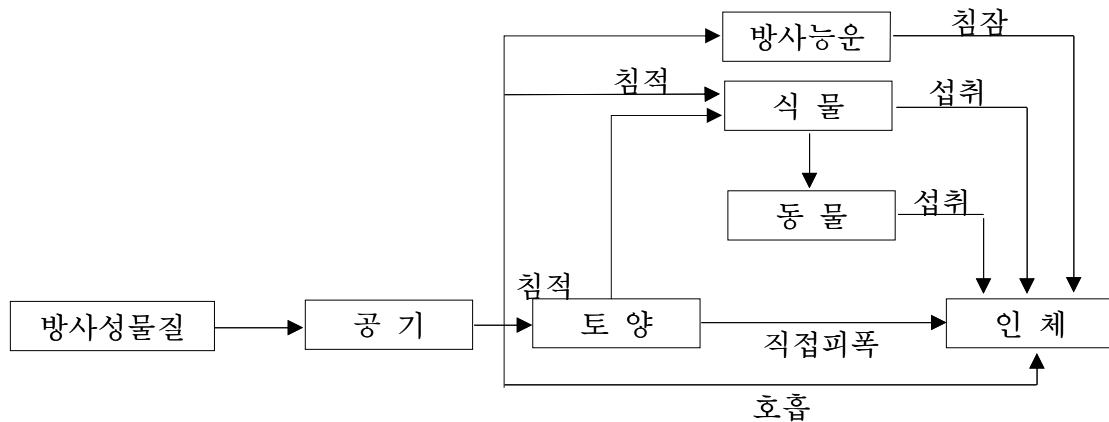 방사능운
침잠
침적
식 물
섭취
동 물
섭취
침적
방사성물질
공 기
토 양
직접피폭
인 체
호흡